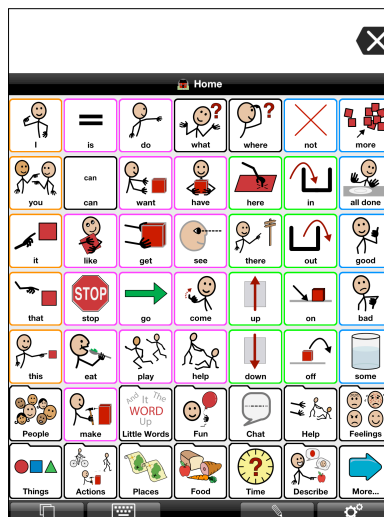 Home
I is do what where not more
can
you can want have here in all done
it like get see there out good
STOP
that stop go come up on bad
this eat play help down off some
And It The
WORD
Up
People make Little Words Fun Chat Help Feelings
Things Actions Places Food Time Describe More...